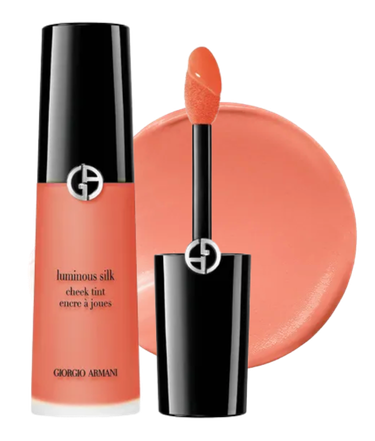 luminous silk
cheek tint
encre à joues
GIORGIO ARMANI